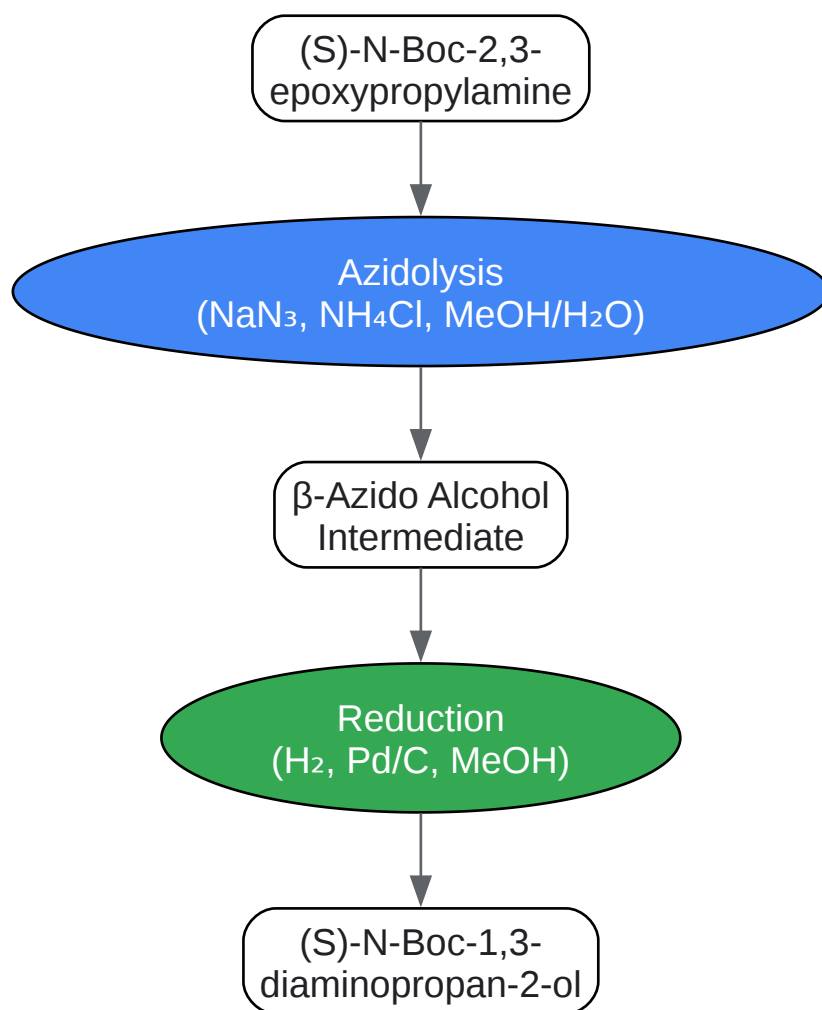 (S)-N-Boc-2,3-
epoxypropylamine
Azidolysis
(NaN₃, NH₄Cl, MeOH/H₂O)
β-Azido Alcohol
Intermediate
Reduction
(H₂, Pd/C, MeOH)
(S)-N-Boc-1,3-
diaminopropan-2-ol